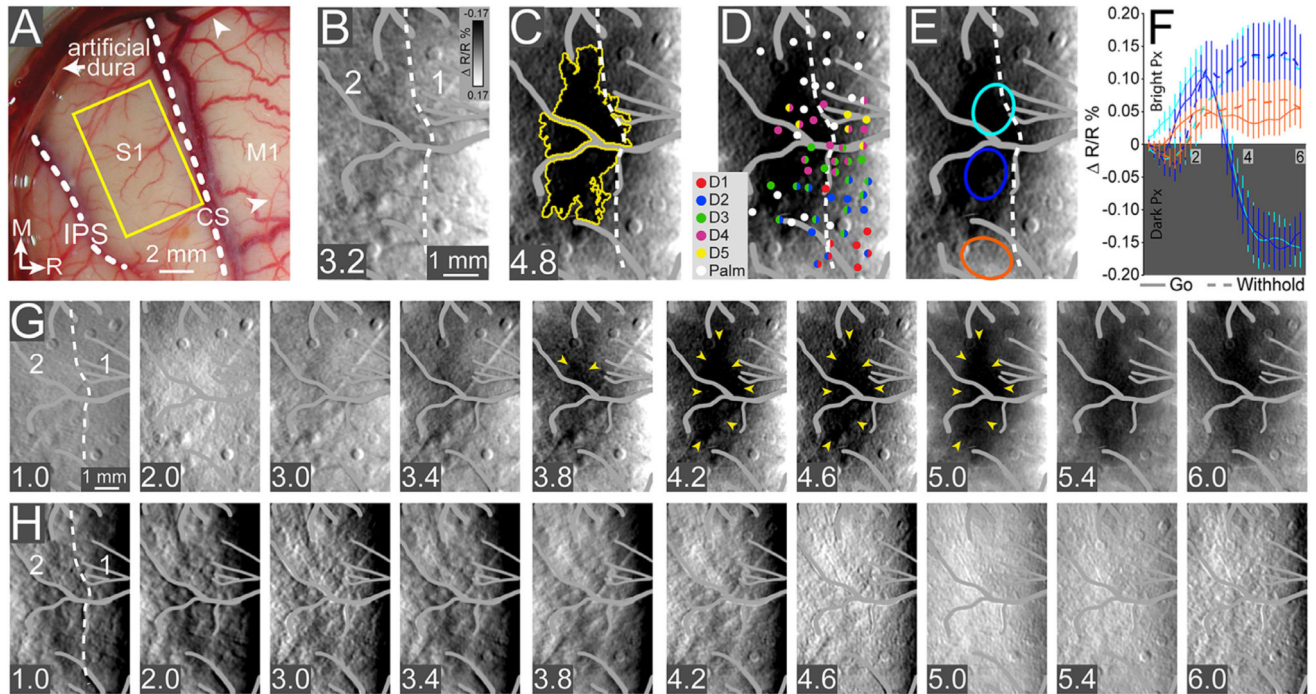 A
artificial
dura
S1
M1
IPS
CS
M
R
2 mm
B
Δ R/R %
-0.17
0.17
2
1
3.2
1 mm
C
4.8
D
D1
D2
D3
D4
D5
Palm
E
F
Δ R/R %
Bright Px
Dark Px
0.20
0.15
0.10
0.05
0
-0.05
-0.10
-0.15
-0.20
2
4
6
Go
Withhold
G
2
1
1.0
1 mm
2.0
3.0
3.4
3.8
4.2
4.6
5.0
5.4
6.0
H
2
1
1.0
2.0
3.0
3.4
3.8
4.2
4.6
5.0
5.4
6.0